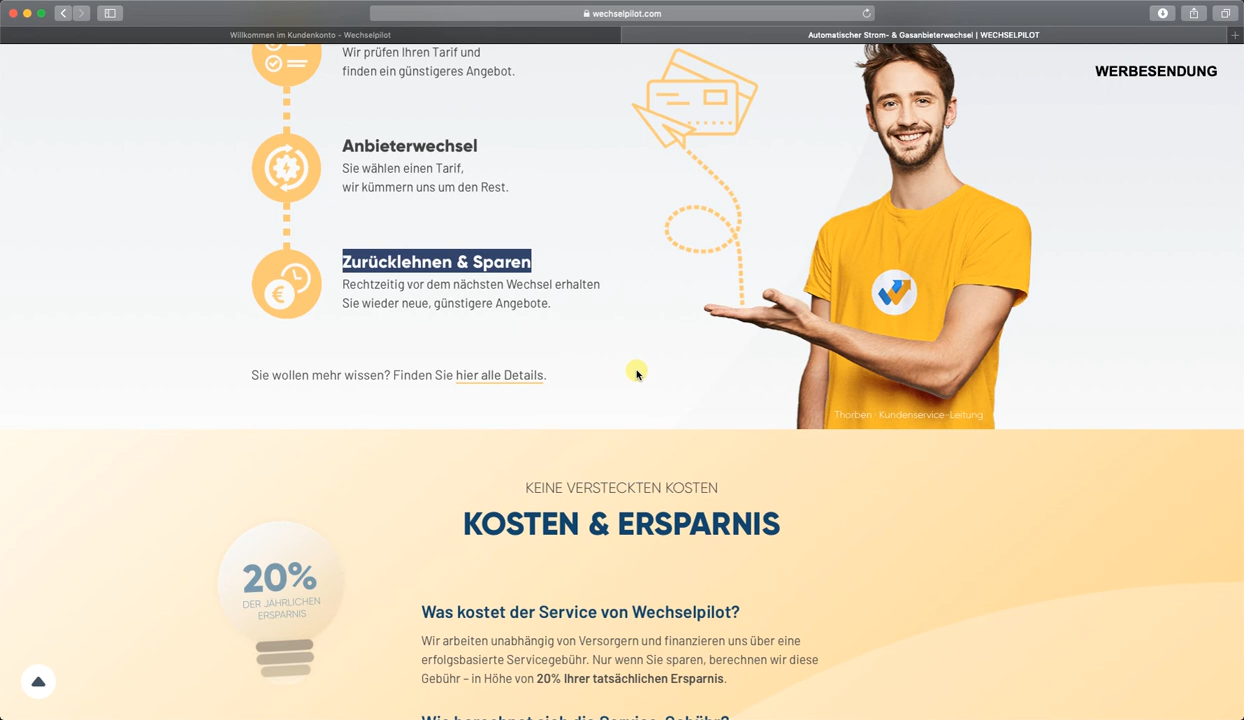 wechselpilot.com
Willkommen im Kundenkonto - Wechselpilot
Automatischer Strom- & Gasanbieterwechsel | WECHSELPILOT
WERBESENDUNG
Wir prüfen Ihren Tarif und
finden ein günstigeres Angebot.
Anbieterwechsel
Sie wählen einen Tarif,
wir kümmern uns um den Rest.
Zurücklehnen & Sparen
Rechtzeitig vor dem nächsten Wechsel erhalten
Sie wieder neue, günstigere Angebote.
Sie wollen mehr wissen? Finden Sie hier alle Details.
Thorben · Kundenservice-Leitung
KEINE VERSTECKTEN KOSTEN
KOSTEN & ERSPARNIS
20%
DER JÄHRLICHEN
ERSPARNIS
Was kostet der Service von Wechselpilot?
Wir arbeiten unabhängig von Versorgern und finanzieren uns über eine
erfolgsbasierte Servicegebühr. Nur wenn Sie sparen, berechnen wir diese
Gebühr – in Höhe von 20% Ihrer tatsächlichen Ersparnis.
Wie berechnet sich die Service-Gebühr?